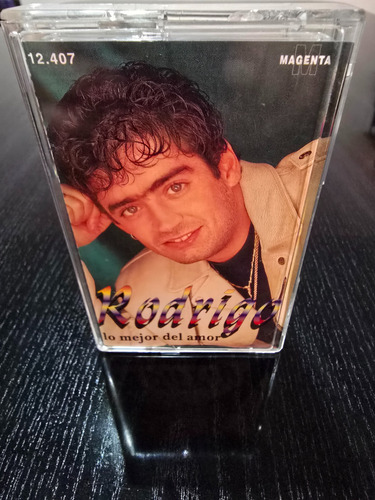 12.407
MAGENTA
M
Rodrigo
lo mejor del amor